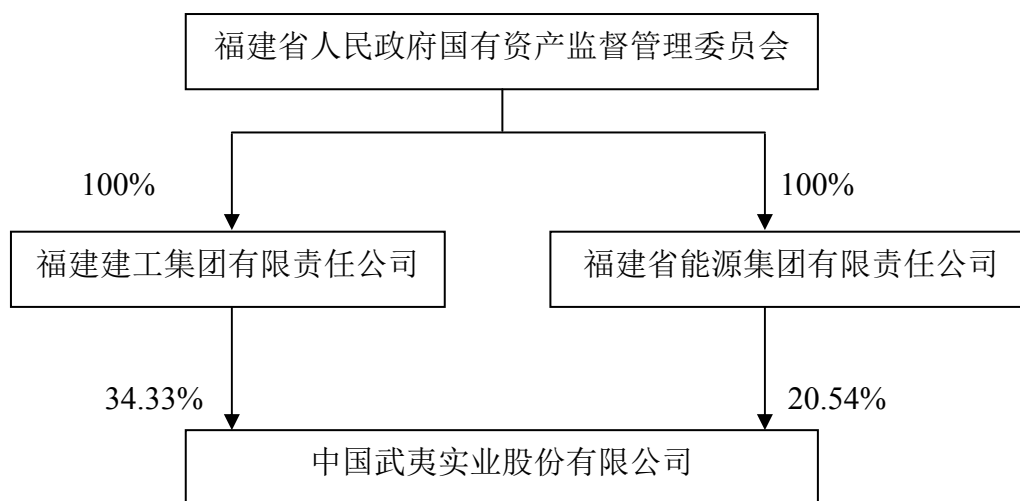 福建省人民政府国有资产监督管理委员会
100%
100%
福建建工集团有限责任公司
福建省能源集团有限责任公司
34.33%
20.54%
中国武夷实业股份有限公司